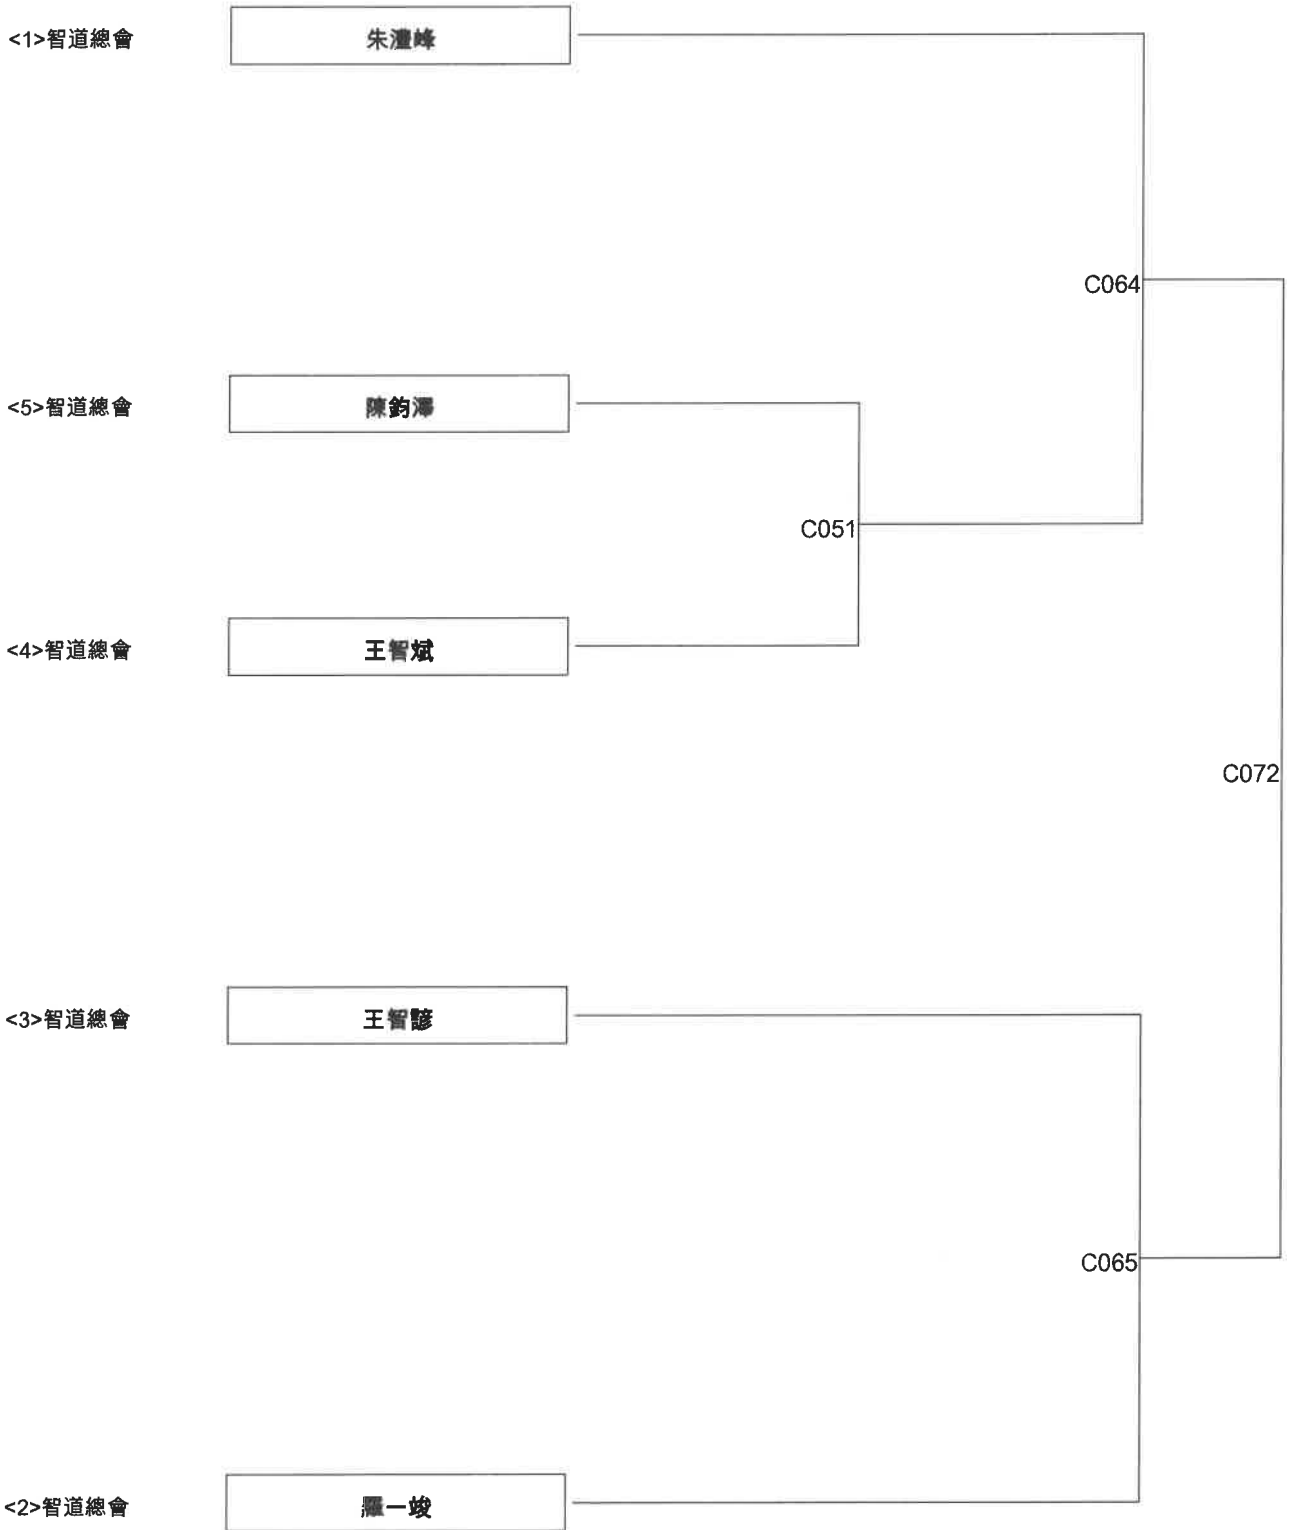 <1>智道總會 朱灃峰
C064
<5>智道總會 陳鈞澤
C051
<4>智道總會 王智斌
C072
<3>智道總會 王智諺
C065
<2>智道總會 羅一竣